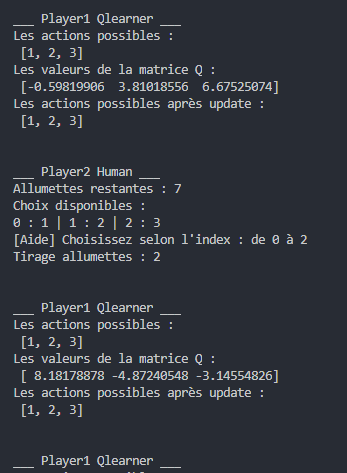 ___ Player1 Qlearner ___
Les actions possibles :
[1, 2, 3]
Les valeurs de la matrice Q :
[-0.59819906  3.81018556  6.67525074]
Les actions possibles après update :
[1, 2, 3]
___ Player2 Human ___
Allumettes restantes : 7
Choix disponibles :
0 : 1 | 1 : 2 | 2 : 3
[Aide] Choisissez selon l'index : de 0 à 2
Tirage allumettes : 2
___ Player1 Qlearner ___
Les actions possibles :
[1, 2, 3]
Les valeurs de la matrice Q :
[ 8.18178878 -4.87240548 -3.14554826]
Les actions possibles après update :
[1, 2, 3]
___ Player1 Qlearner ___